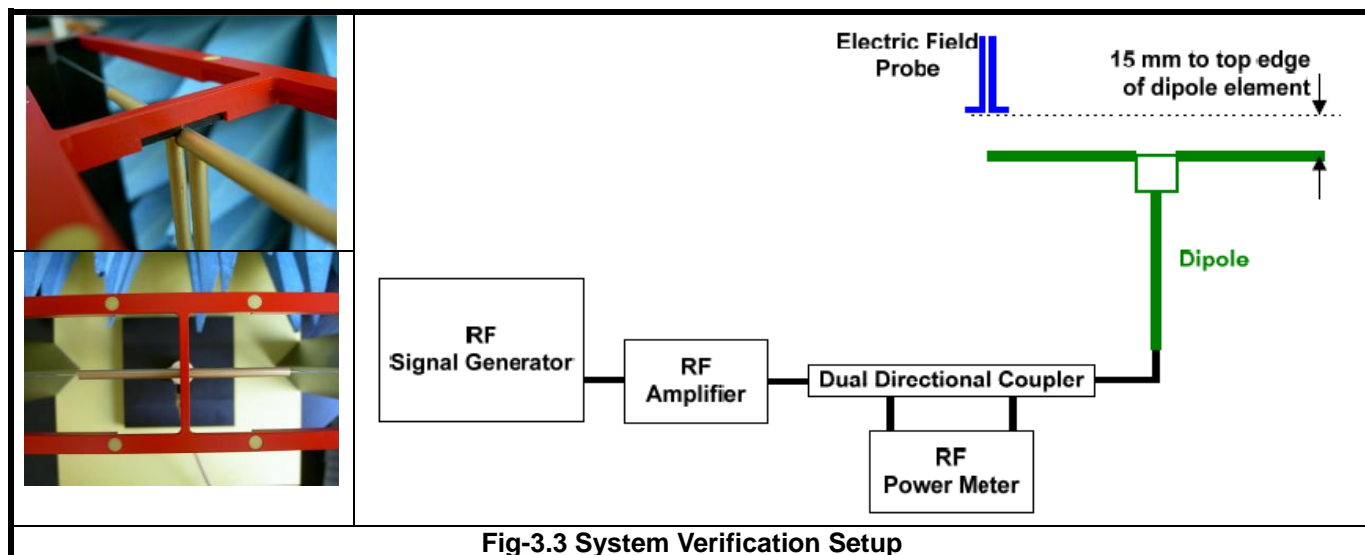 Electric Field
Probe
15 mm to top edge
of dipole element
Dipole
RF
Signal Generator
RF
Amplifier
Dual Directional Coupler
RF
Power Meter
Fig-3.3 System Verification Setup